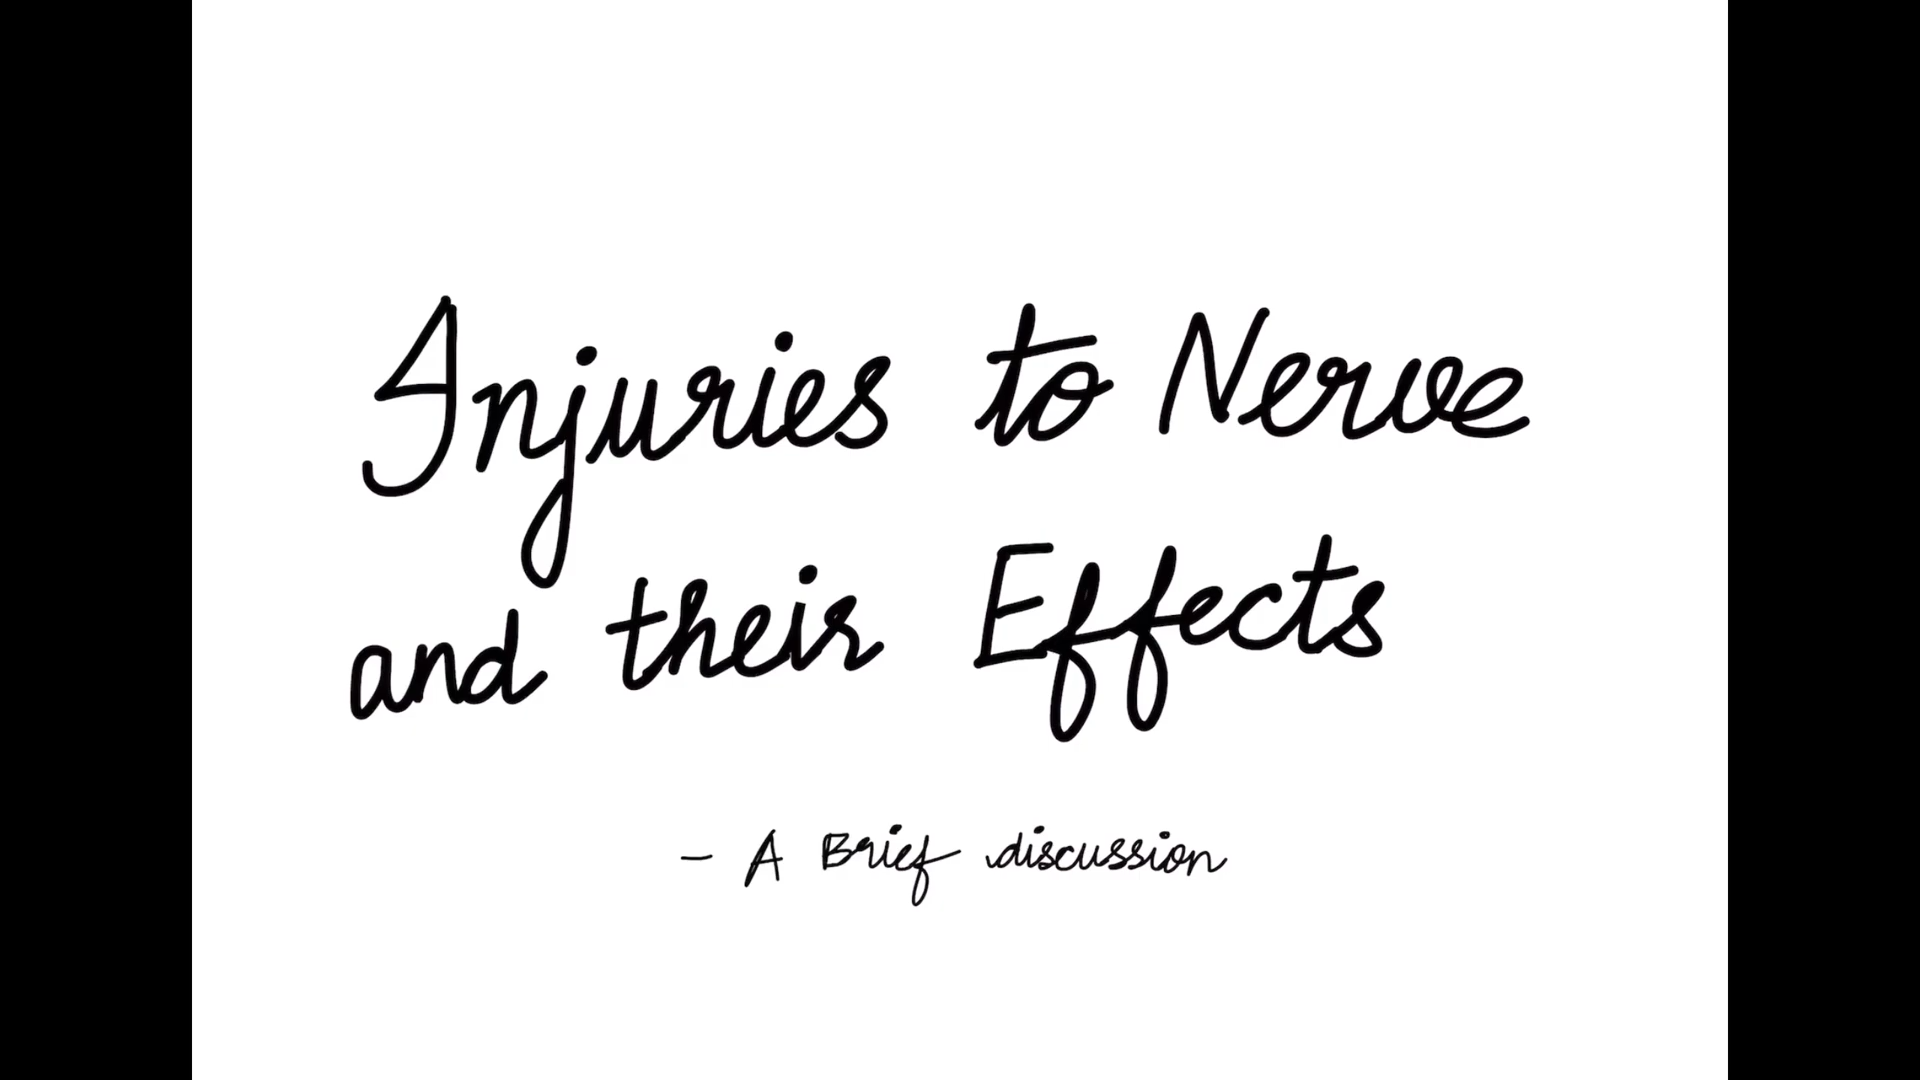 Injuries to Nerve
and their Effects
- A Brief discussion